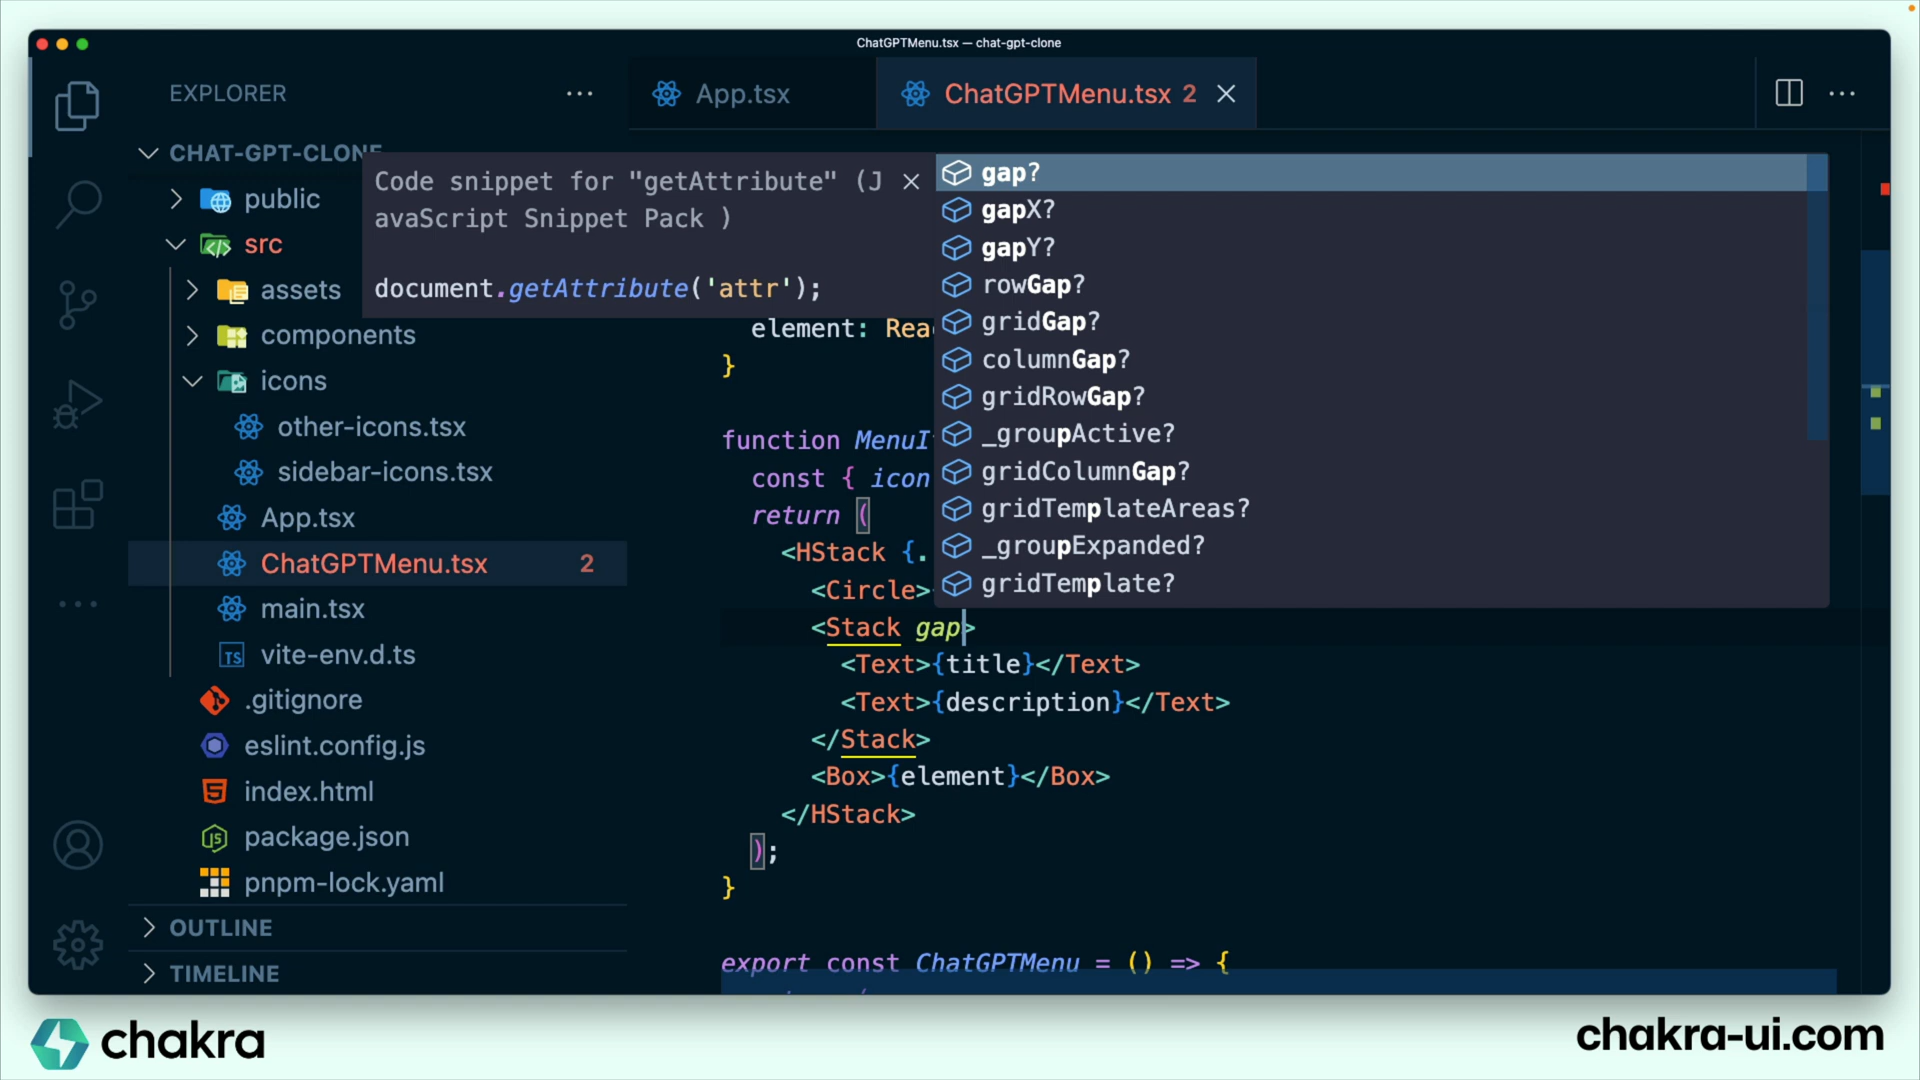 ChatGPTMenu.tsx — chat-gpt-clone
EXPLORER
App.tsx
ChatGPTMenu.tsx 2
CHAT-GPT-CLONE
public
src
assets
components
icons
other-icons.tsx
sidebar-icons.tsx
App.tsx
ChatGPTMenu.tsx 2
main.tsx
TS vite-env.d.ts
.gitignore
eslint.config.js
5 index.html
JS package.json
pnpm-lock.yaml
OUTLINE
TIMELINE
Code snippet for "getAttribute" (J
avaScript Snippet Pack )
document.getAttribute('attr');
gap?
gapX?
gapY?
rowGap?
gridGap?
columnGap?
gridRowGap?
_groupActive?
gridColumnGap?
gridTemplateAreas?
_groupExpanded?
gridTemplate?
element: Rea
}
function MenuI
const { icon
return (
<HStack {.
<Circle>
<Stack gap>
<Text>{title}</Text>
<Text>{description}</Text>
</Stack>
<Box>{element}</Box>
</HStack>
);
}
export const ChatGPTMenu = () => {
chakra
chakra-ui.com